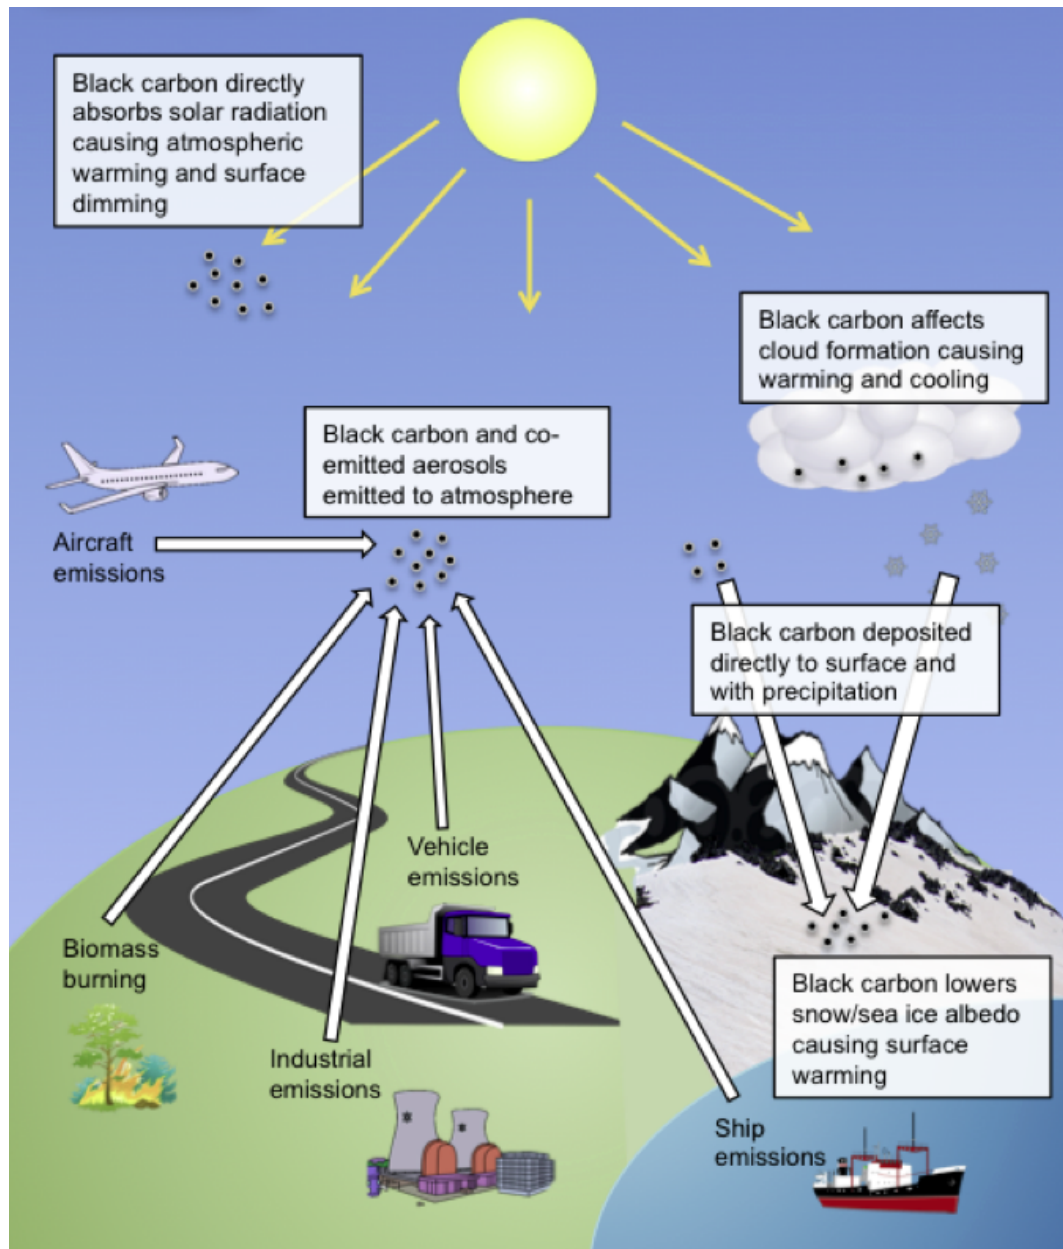 Black carbon directly
absorbs solar radiation
causing atmospheric
warming and surface
dimming
Black carbon affects
cloud formation causing
warming and cooling
Black carbon and co-
emitted aerosols
emitted to atmosphere
Aircraft
emissions
Black carbon deposited
directly to surface and
with precipitation
Vehicle
emissions
Biomass
burning
Black carbon lowers
snow/sea ice albedo
causing surface
warming
Industrial
emissions
Ship
emissions